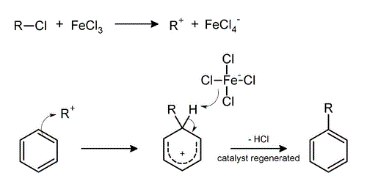 R—Cl + FeCl₃ → R⁺ + FeCl₄⁻
Cl
Cl—Fe⁻—Cl
Cl
R⁺
R H
+
- HCl
catalyst regenerated
R